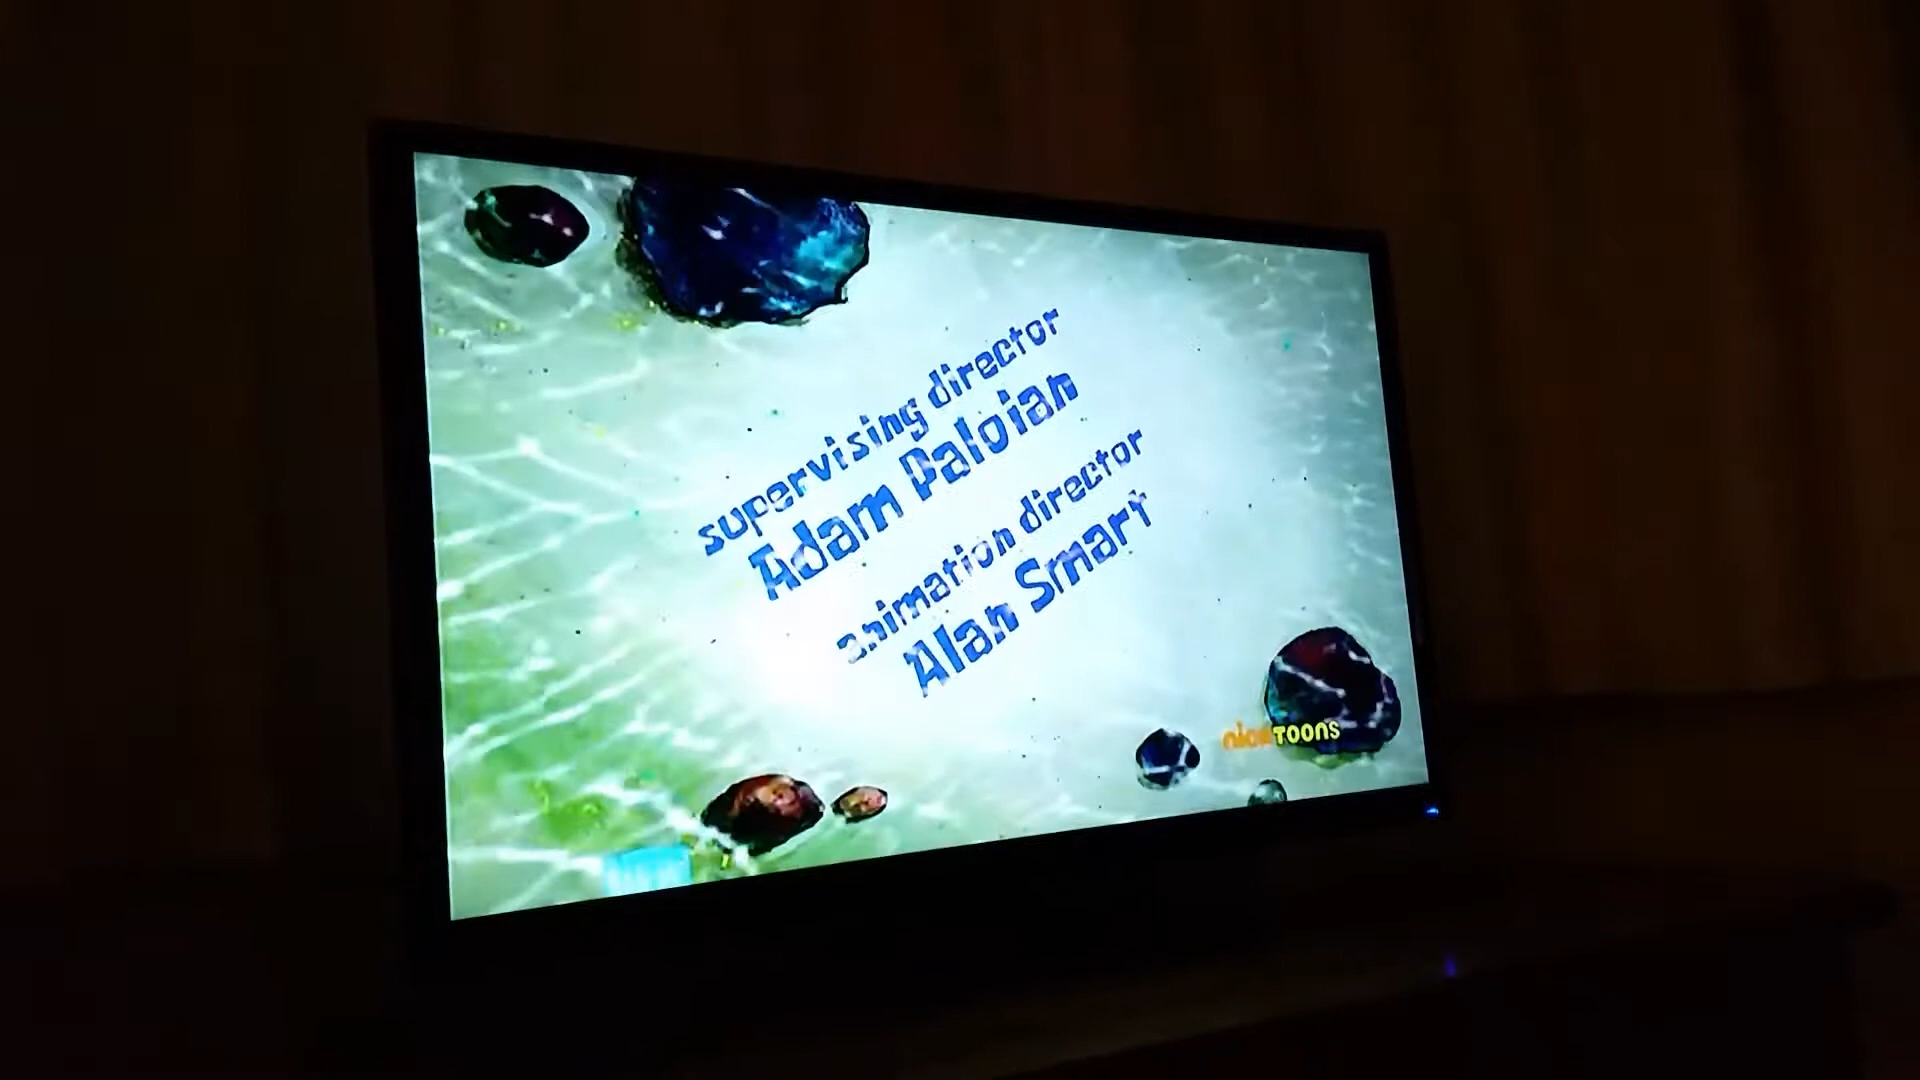 supervising director
Adam Paloian
animation director
Alan Smart
nickTOONS